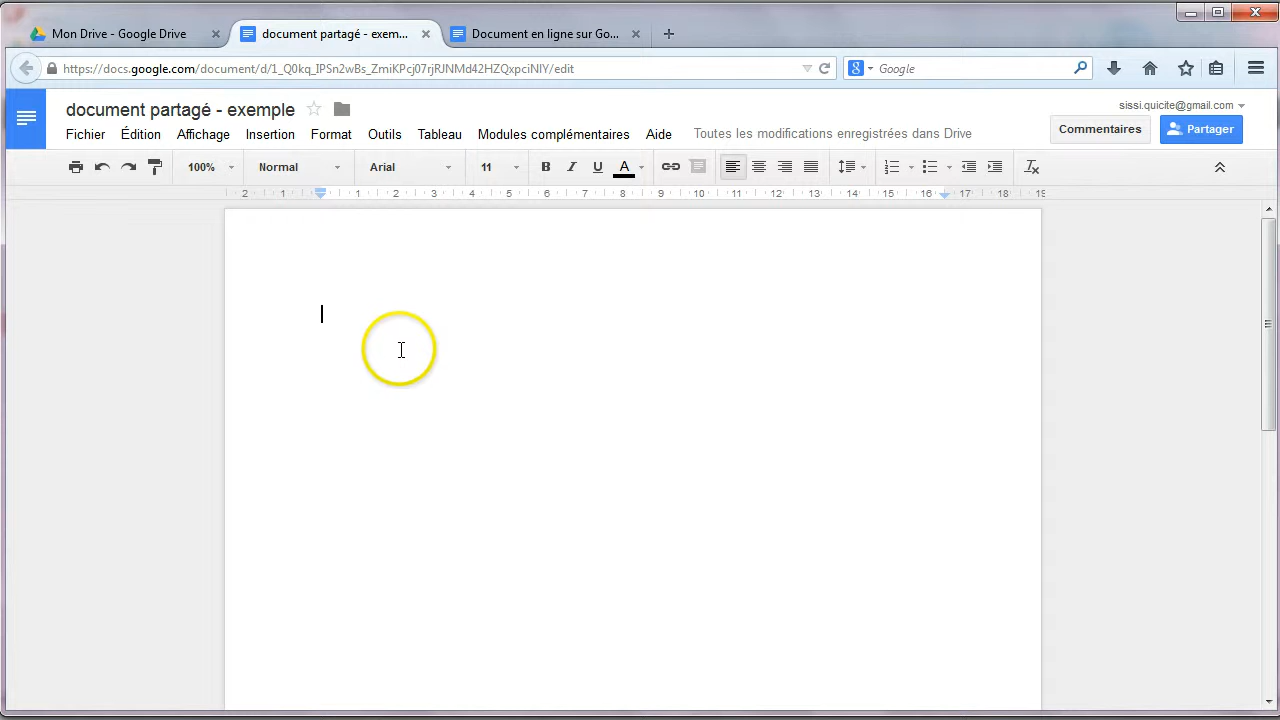 Mon Drive - Google Drive
document partagé - exem...
Document en ligne sur Go...
https://docs.google.com/document/d/1_Q0kq_IPSn2wBs_ZmiKPcj07rjRJNMd42HZQxpciNIY/edit
Google
document partagé - exemple
sissi.quicite@gmail.com
Fichier Édition Affichage Insertion Format Outils Tableau Modules complémentaires Aide Toutes les modifications enregistrées dans Drive
Commentaires
Partager
100% Normal Arial 11 B I U A
2 1 1 2 3 4 5 6 7 8 9 10 11 12 13 14 15 16 17 18 19